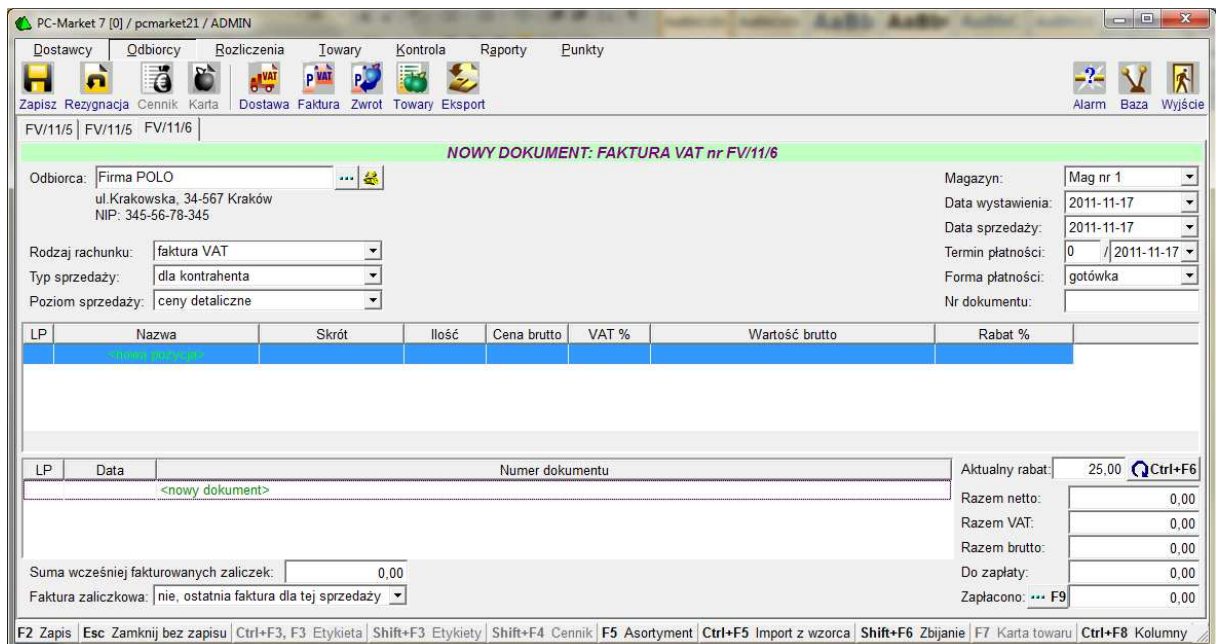 PC-Market 7 [0] / pcmarket21 / ADMIN
Dostawcy Odbiorcy Rozliczenia Towary Kontrola Raporty Punkty
VAT P VAT P
Zapisz Rezygnacja Cennik Karta Dostawa Faktura Zwrot Towary Eksport Alarm Baza Wyjście
FV/11/5 FV/11/5 FV/11/6
NOWY DOKUMENT: FAKTURA VAT nr FV/11/6
Odbiorca: Firma POLO ... Magazyn: Mag nr 1
ul.Krakowska, 34-567 Kraków Data wystawienia: 2011-11-17
NIP: 345-56-78-345
Data sprzedaży: 2011-11-17
Rodzaj rachunku: faktura VAT Termin płatności: 0 / 2011-11-17
Typ sprzedaży: dla kontrahenta Forma płatności: gotówka
Poziom sprzedaży: ceny detaliczne Nr dokumentu:
LP Nazwa Skrót Ilość Cena brutto VAT % Wartość brutto Rabat %
<nowa pozycja>
LP Data Numer dokumentu Aktualny rabat: 25,00 Ctrl+F6
<nowy dokument>
Razem netto: 0,00
Razem VAT: 0,00
Razem brutto: 0,00
Suma wcześniej fakturowanych zaliczek: 0,00 Do zapłaty: 0,00
Faktura zaliczkowa: nie, ostatnia faktura dla tej sprzedaży Zapłacono: ... F9 0,00
F2 Zapis Esc Zamknij bez zapisu Ctrl+F3, F3 Etykieta Shift+F3 Etykiety Shift+F4 Cennik F5 Asortyment Ctrl+F5 Import z wzorca Shift+F6 Zbijanie F7 Karta towaru Ctrl+F8 Kolumny